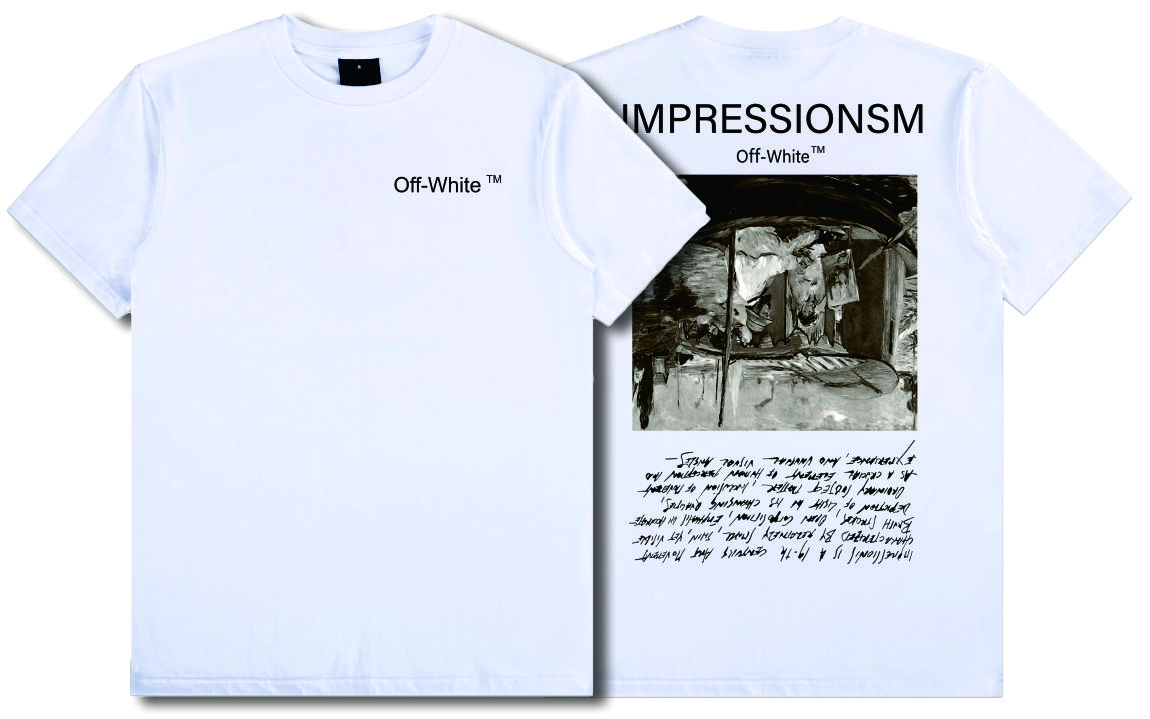 Off-White ™
IMPRESSIONSM
Off-White™
IMPRESSIONIS IS A 19-th CENTURY ART MOVEMENT
CHARACTERIZED BY RELATIVELY SMALL, THIN, YET VISIBLE
BRUSH STROKES, OPEN COMPOSITION, EMPHASIS IN ACCURATE
DEPICTION OF LIGHT IN ITS CHANGING QUALITIES,
ORDINARY SUBJECT MATTER, INCLUSION OF MOVEMENT
AS A CRUCIAL ELEMENT OF HUMAN PERCEPTION AND
EXPERIENCE, AND UNUSUAL VISUAL ANGLES